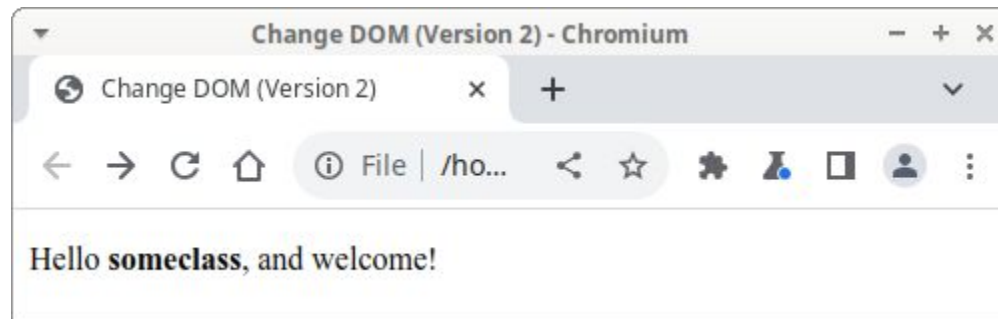 Change DOM (Version 2) - Chromium
Change DOM (Version 2)
File /ho...
Hello someclass, and welcome!